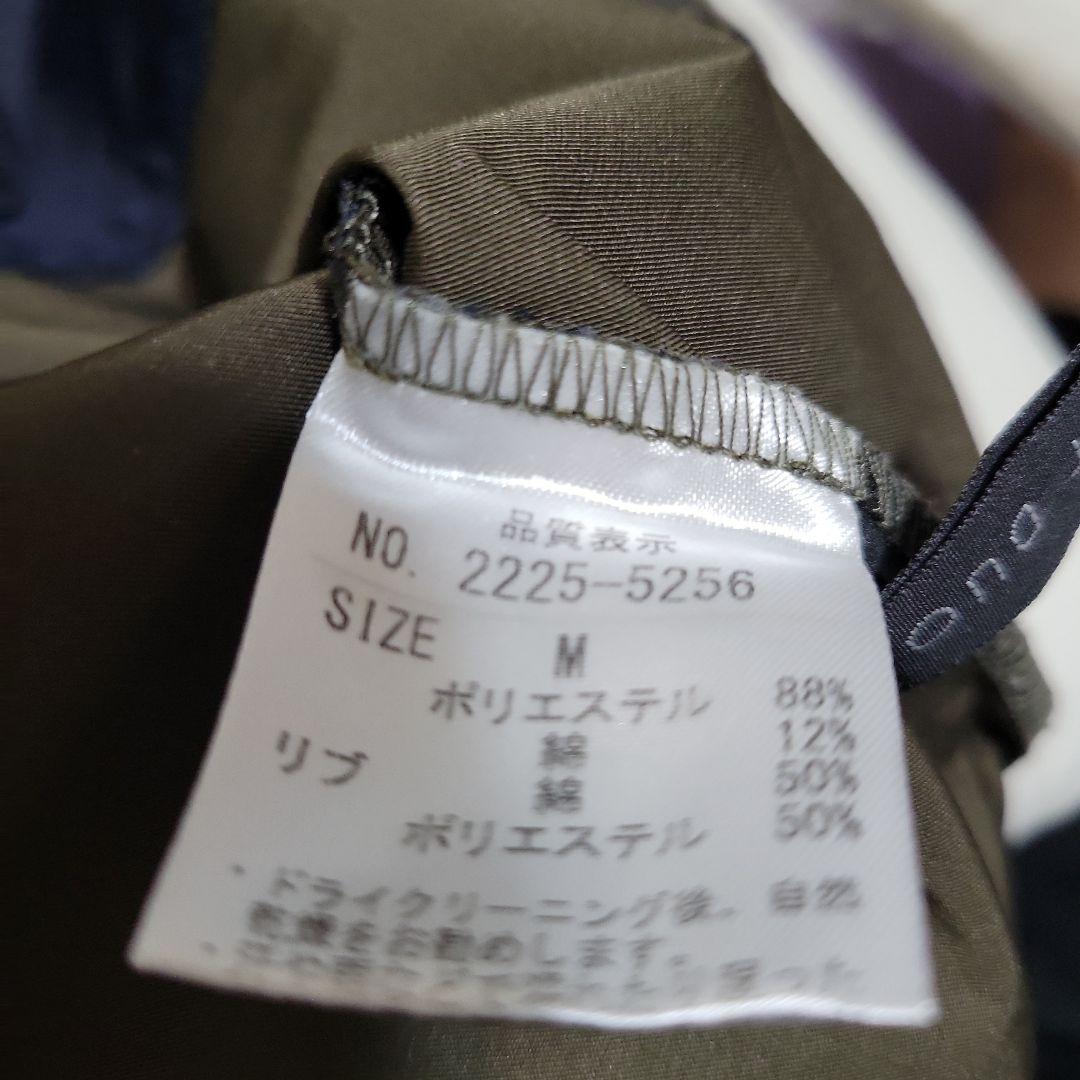 品質表示
NO. 2225-5256
SIZE M
ポリエステル 88%
綿 12%
リブ 綿 50%
ポリエステル 50%
・ドライクリーニング後、自然
乾燥をお勧めします。